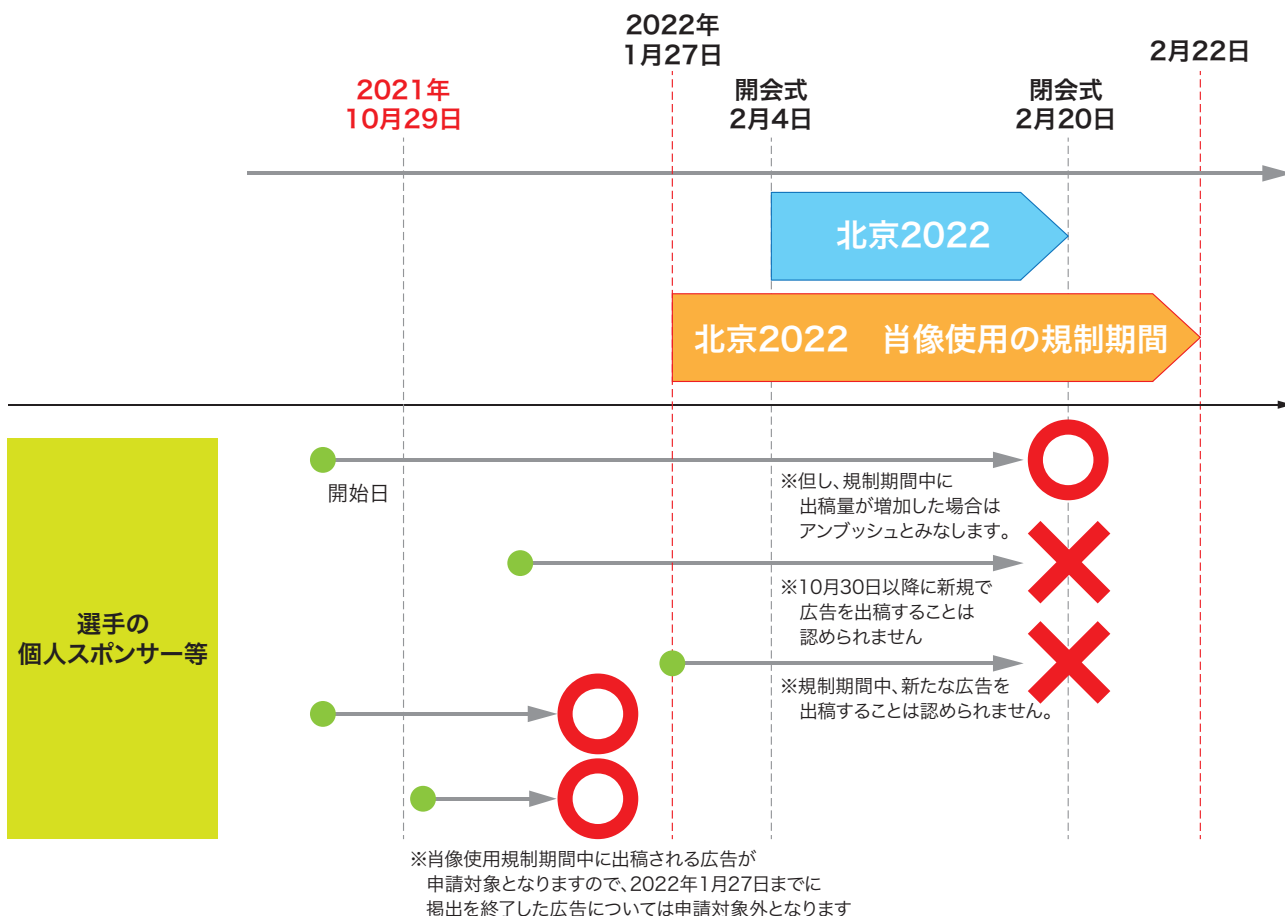 2022年
1月27日
2月22日
2021年
10月29日
開会式
2月4日
閉会式
2月20日
北京2022
北京2022　肖像使用の規制期間
選手の
個人スポンサー等
開始日
※但し、規制期間中に
出稿量が増加した場合は
アンブッシュとみなします。
※10月30日以降に新規で
広告を出稿することは
認められません
※規制期間中、新たな広告を
出稿することは認められません。
※肖像使用規制期間中に出稿される広告が
申請対象となりますので、2022年1月27日までに
掲出を終了した広告については申請対象外となります